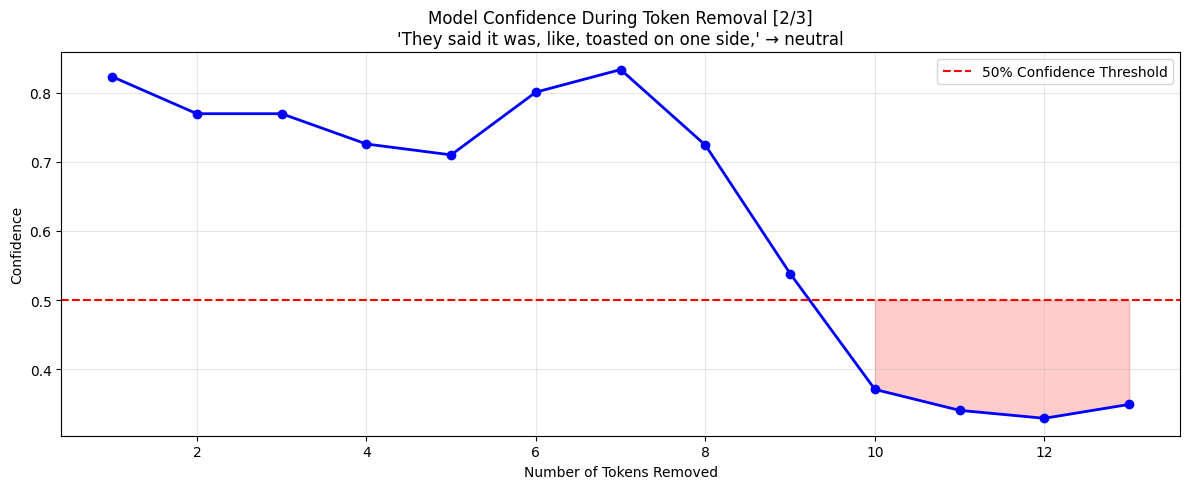 Model Confidence During Token Removal [2/3]
'They said it was, like, toasted on one side,' → neutral
50% Confidence Threshold
Confidence
0.8
0.7
0.6
0.5
0.4
2 4 6 8 10 12
Number of Tokens Removed